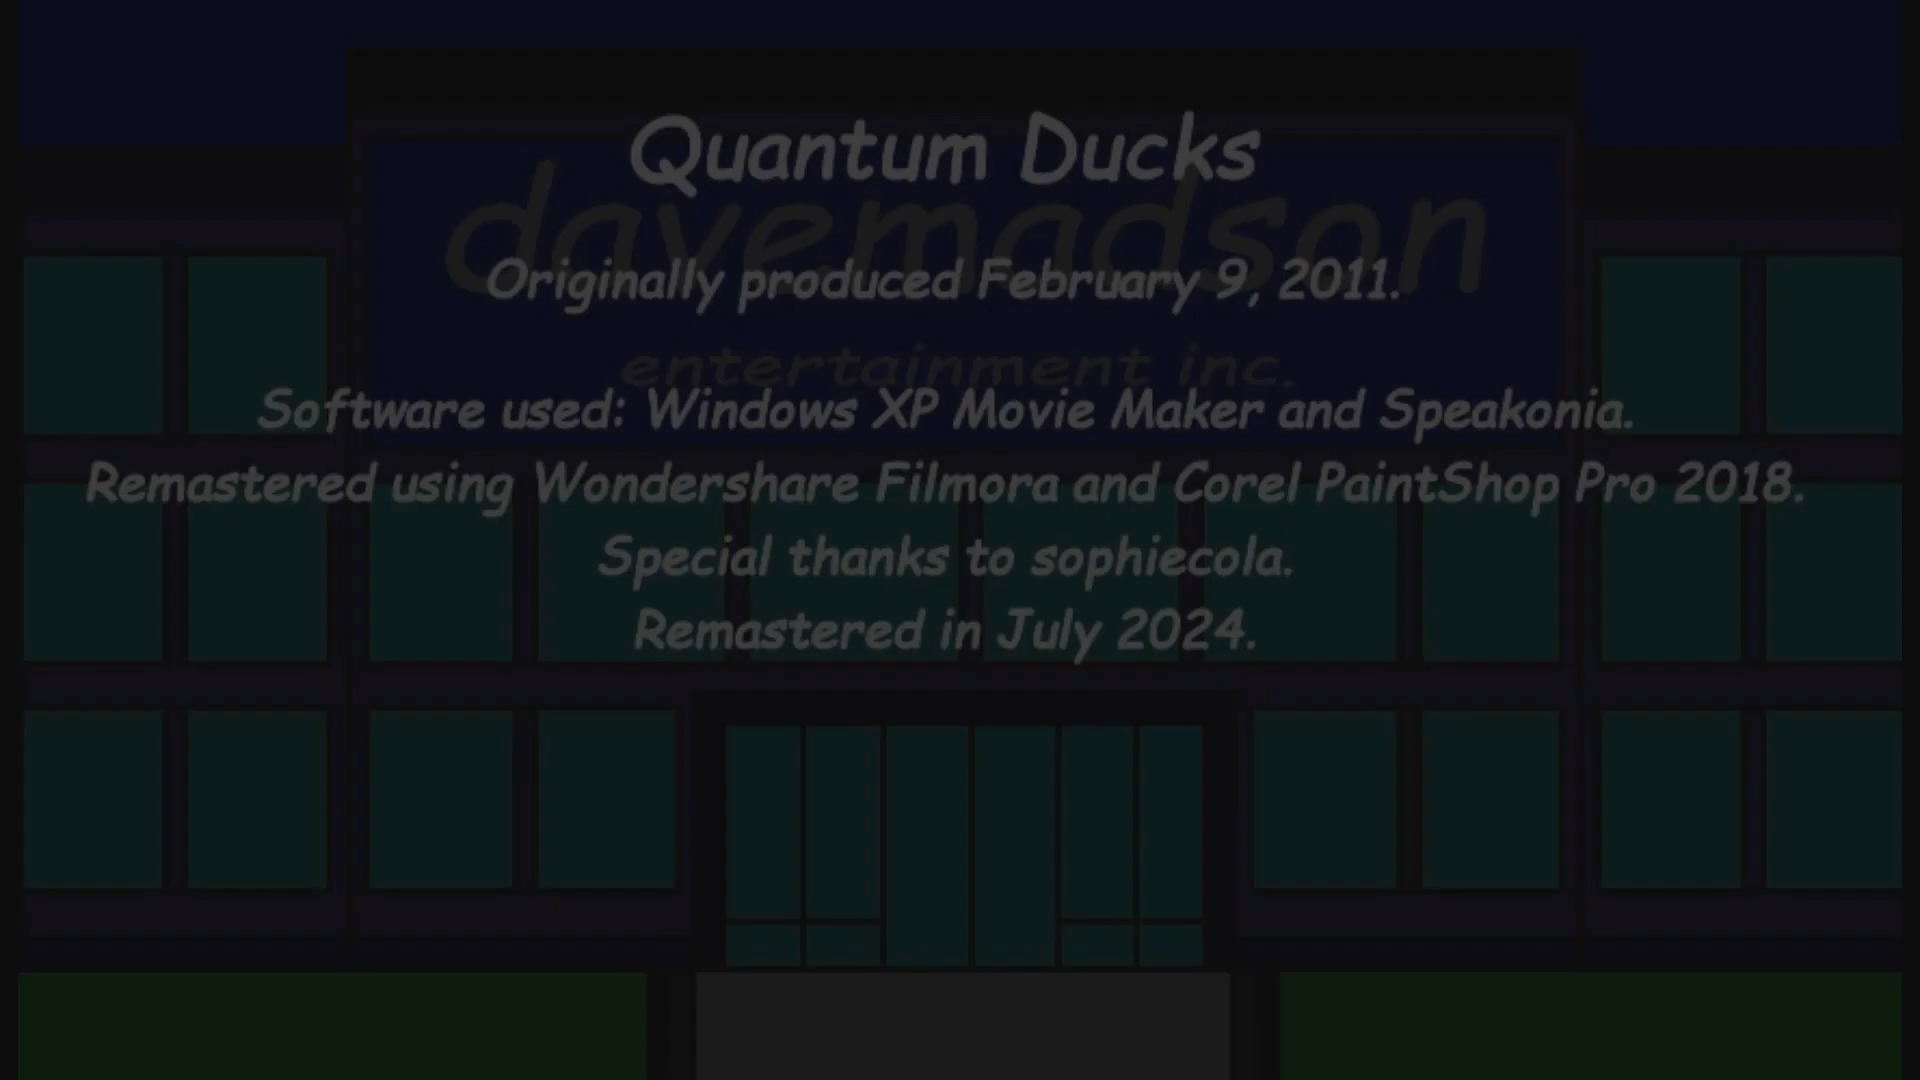 Quantum Ducks
davemadson
Originally produced February 9, 2011.
entertainment inc.
Software used: Windows XP Movie Maker and Speakonia.
Remastered using Wondershare Filmora and Corel PaintShop Pro 2018.
Special thanks to sophiecola.
Remastered in July 2024.